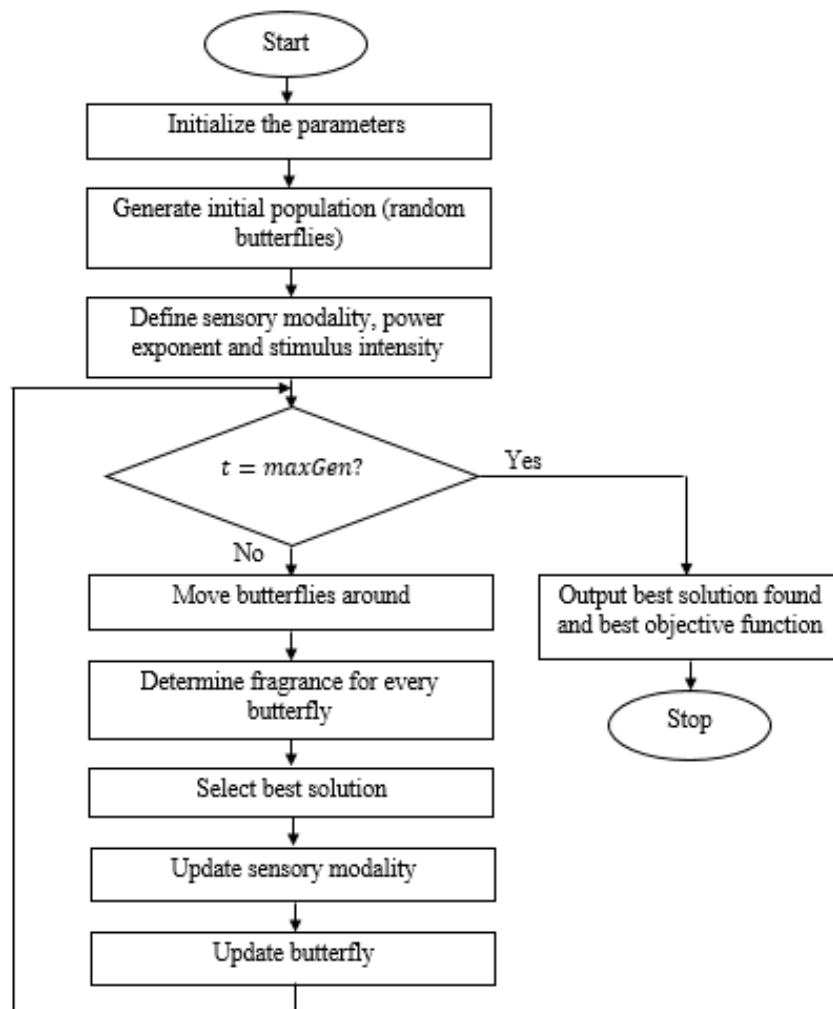 Start
Initialize the parameters
Generate initial population (random
butterflies)
Define sensory modality, power
exponent and stimulus intensity
t = maxGen?
Yes
No
Move butterflies around
Output best solution found
and best objective function
Determine fragrance for every
butterfly
Stop
Select best solution
Update sensory modality
Update butterfly